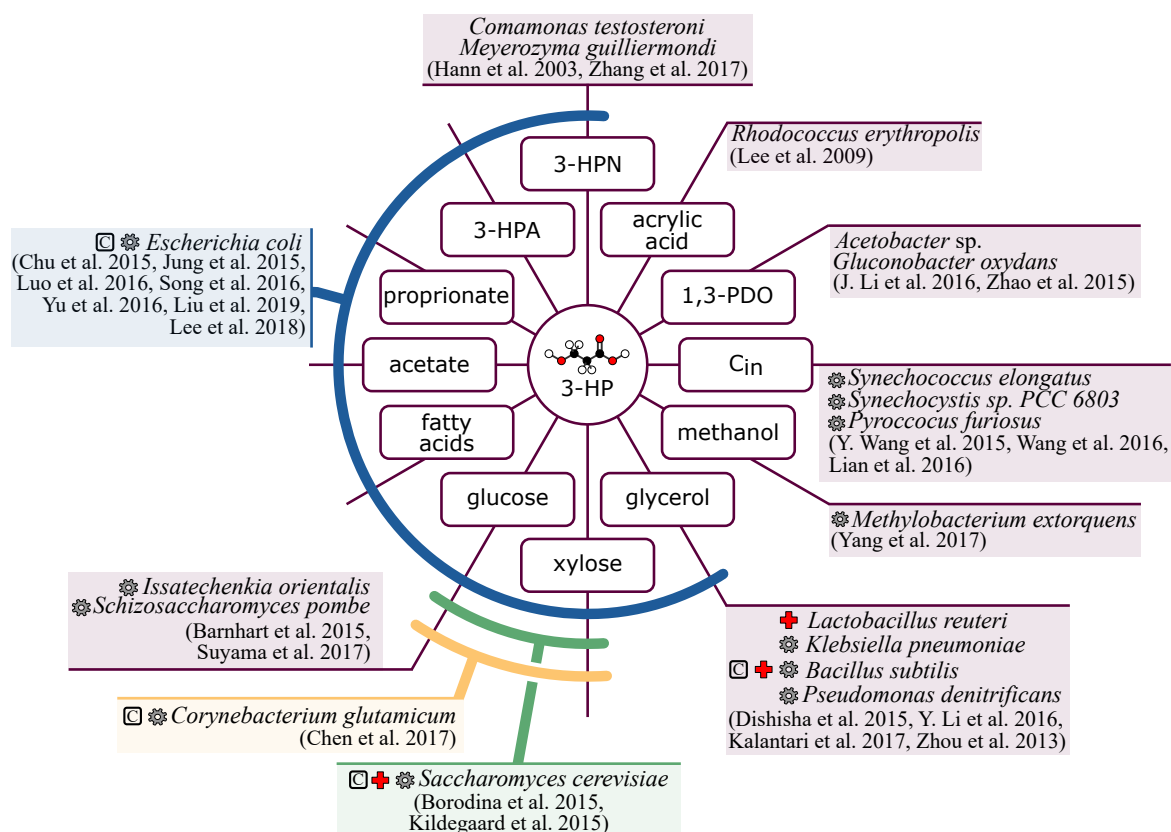 Comamonas testosteroni
Meyerozyma guilliermondi
(Hann et al. 2003, Zhang et al. 2017)
Rhodococcus erythropolis
(Lee et al. 2009)
3-HPN
acrylic
acid
3-HPA
C Escherichia coli
(Chu et al. 2015, Jung et al. 2015,
Luo et al. 2016, Song et al. 2016,
Yu et al. 2016, Liu et al. 2019,
Lee et al. 2018)
Acetobacter sp.
Gluconobacter oxydans
(J. Li et al. 2016, Zhao et al. 2015)
proprionate
1,3-PDO
acetate
3-HP
Cin
fatty
acids
methanol
Synechococcus elongatus
Synechocystis sp. PCC 6803
Pyroccocus furiosus
(Y. Wang et al. 2015, Wang et al. 2016,
Lian et al. 2016)
glucose
glycerol
Methylobacterium extorquens
(Yang et al. 2017)
xylose
Issatechenkia orientalis
Schizosaccharomyces pombe
(Barnhart et al. 2015,
Suyama et al. 2017)
Lactobacillus reuteri
Klebsiella pneumoniae
C Bacillus subtilis
Pseudomonas denitrificans
(Dishisha et al. 2015, Y. Li et al. 2016,
Kalantari et al. 2017, Zhou et al. 2013)
C Corynebacterium glutamicum
(Chen et al. 2017)
C Saccharomyces cerevisiae
(Borodina et al. 2015,
Kildegaard et al. 2015)